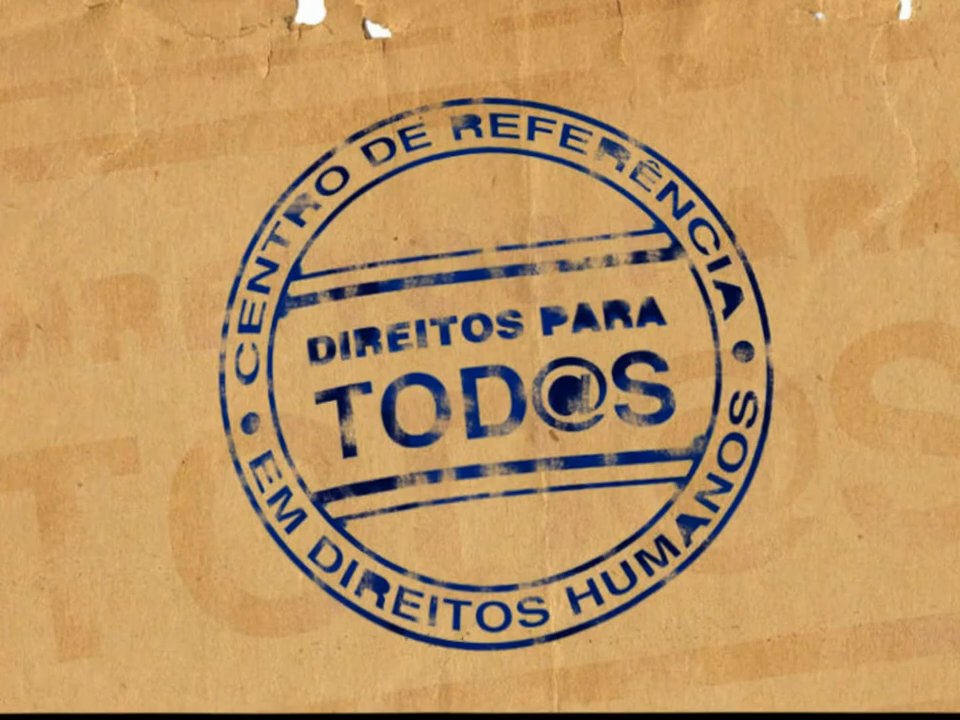 CENTRO DE REFERÊNCIA
DIREITOS PARA
TOD@S
EM DIREITOS HUMANOS